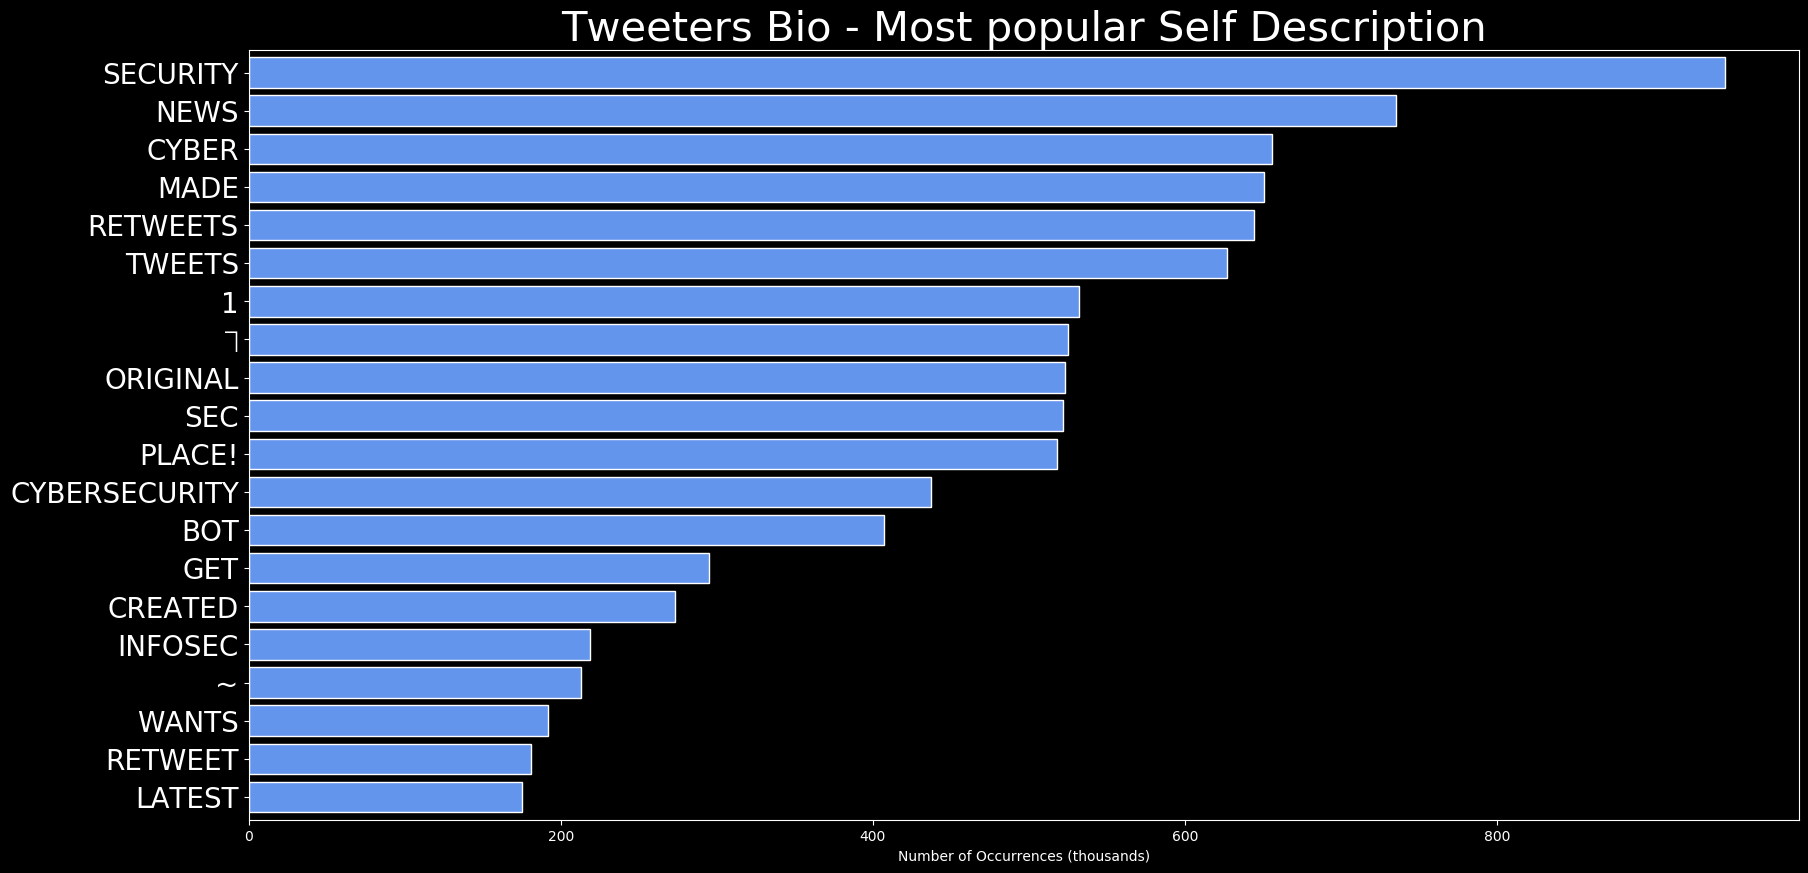 Tweeters Bio - Most popular Self Description
SECURITY
NEWS
CYBER
MADE
RETWEETS
TWEETS
1
ℸ
ORIGINAL
SEC
PLACE!
CYBERSECURITY
BOT
GET
CREATED
INFOSEC
~
WANTS
RETWEET
LATEST
0 200 400 600 800
Number of Occurrences (thousands)